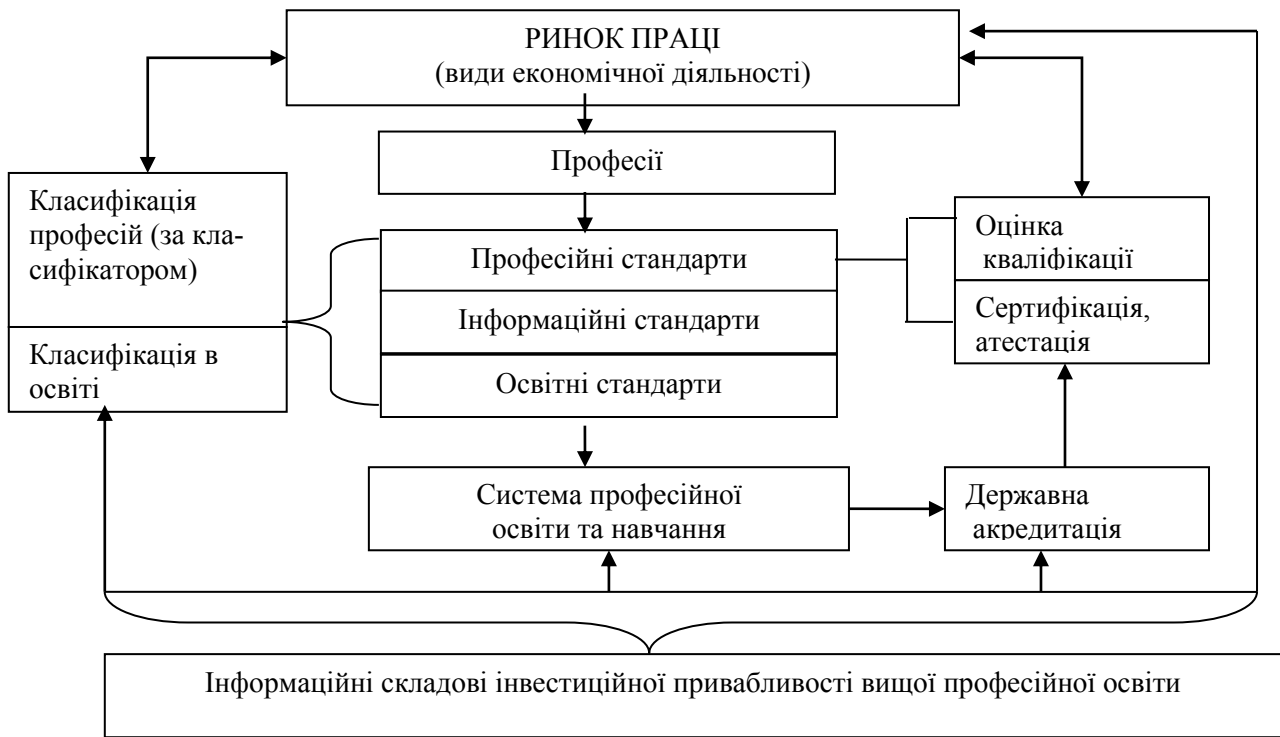 РИНОК ПРАЦІ
(види економічної діяльності)
Професії
Класифікація
професій (за кла-
сифікатором)
Класифікація в
освіті
Професійні стандарти
Інформаційні стандарти
Освітні стандарти
Оцінка
кваліфікації
Сертифікація,
атестація
Система професійної
освіти та навчання
Державна
акредитація
Інформаційні складові інвестиційної привабливості вищої професійної освіти